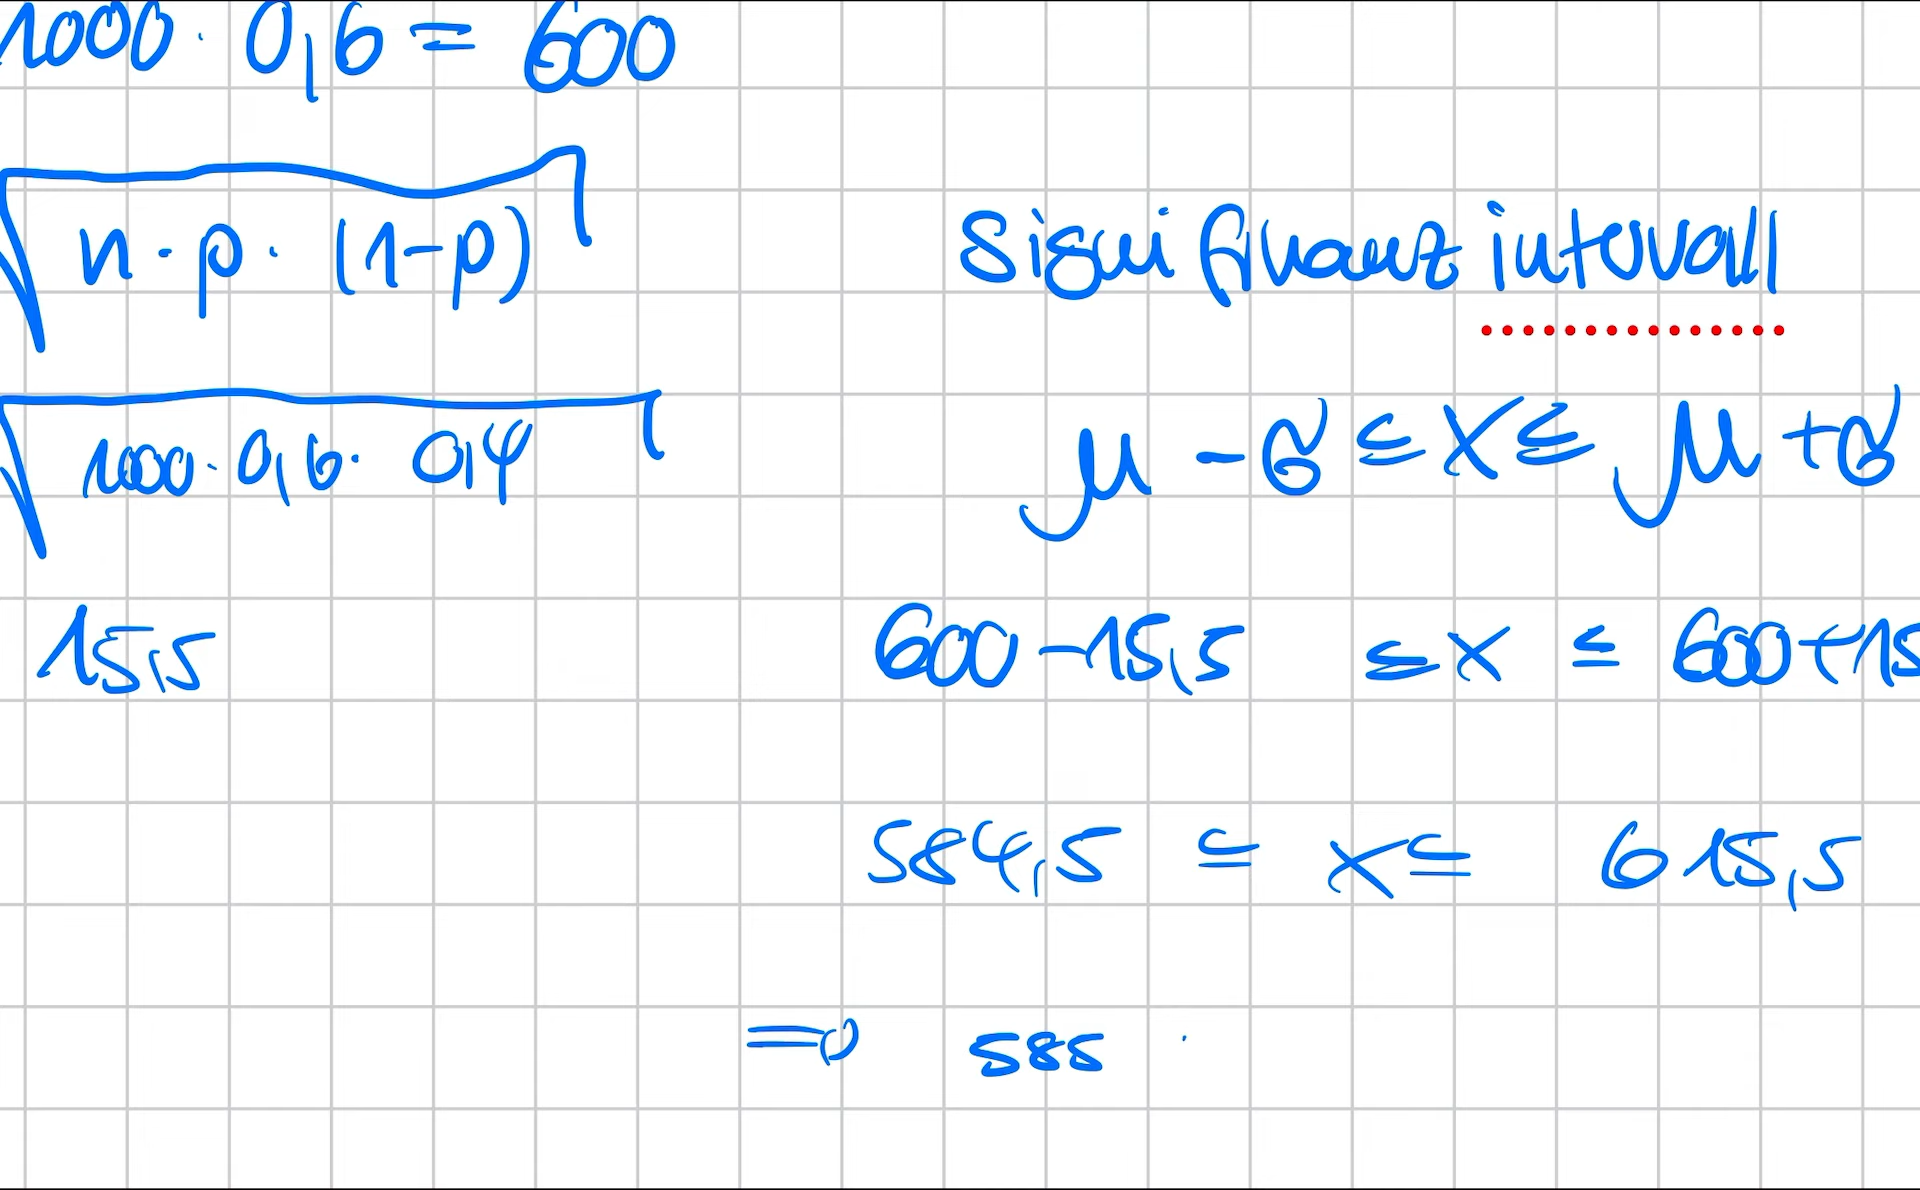 1000 · 0,6 = 600
√ n · p · (1-p)
√ 1000 · 0,6 · 0,4
15,5
Signifikanz intervall
μ - σ ≤ X ≤ μ + σ
600 - 15,5 ≤ X ≤ 600 + 15
584,5 ≤ X ≤ 615,5
⇒ 585